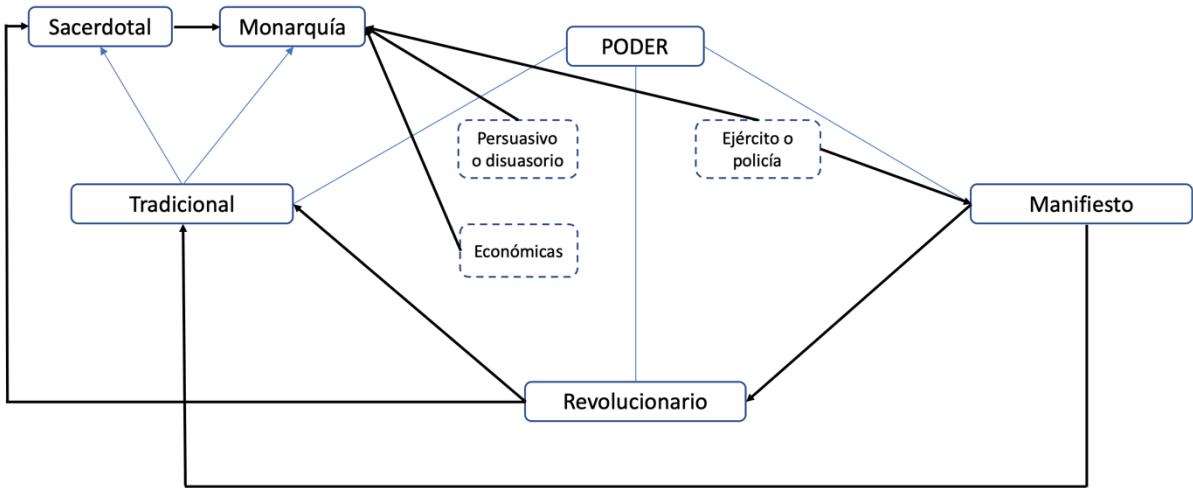 Sacerdotal
Monarquía
PODER
Persuasivo
o disuasorio
Ejército o
policía
Tradicional
Manifiesto
Económicas
Revolucionario